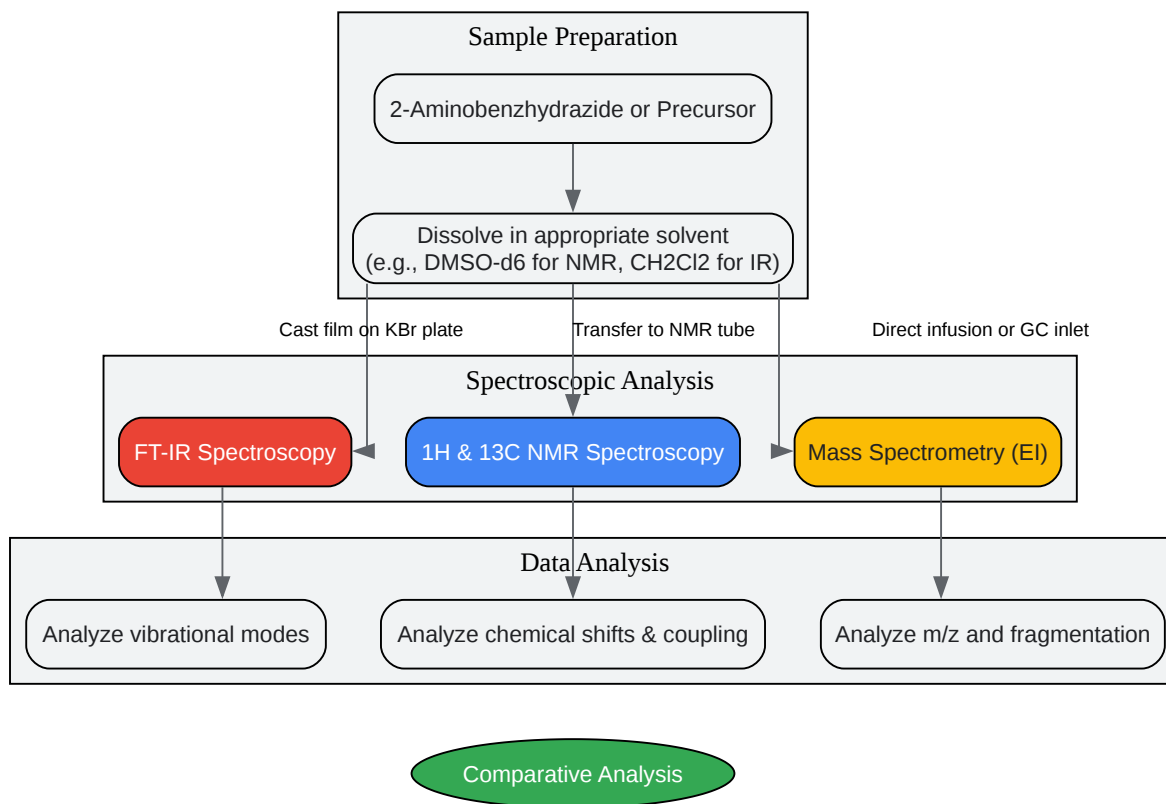 Sample Preparation
2-Aminobenzhydrazide or Precursor
Dissolve in appropriate solvent
(e.g., DMSO-d6 for NMR, CH2Cl2 for IR)
Cast film on KBr plate
Transfer to NMR tube
Direct infusion or GC inlet
Spectroscopic Analysis
FT-IR Spectroscopy
1H & 13C NMR Spectroscopy
Mass Spectrometry (EI)
Data Analysis
Analyze vibrational modes
Analyze chemical shifts & coupling
Analyze m/z and fragmentation
Comparative Analysis